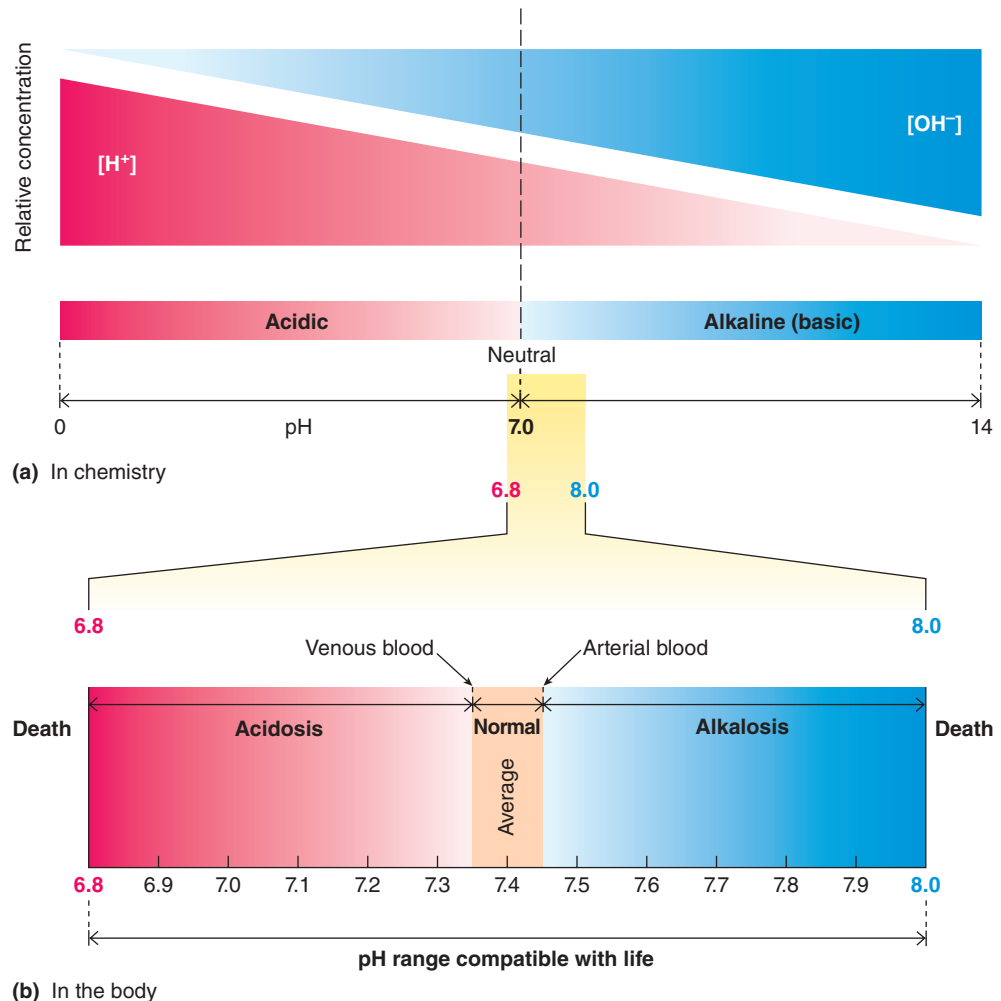 Relative concentration
[H⁺]
[OH⁻]
Acidic
Alkaline (basic)
Neutral
0
pH
7.0
14
(a) In chemistry
6.8
8.0
6.8
8.0
Venous blood
Arterial blood
Death
Acidosis
Normal
Alkalosis
Death
Average
6.8
6.9
7.0
7.1
7.2
7.3
7.4
7.5
7.6
7.7
7.8
7.9
8.0
pH range compatible with life
(b) In the body